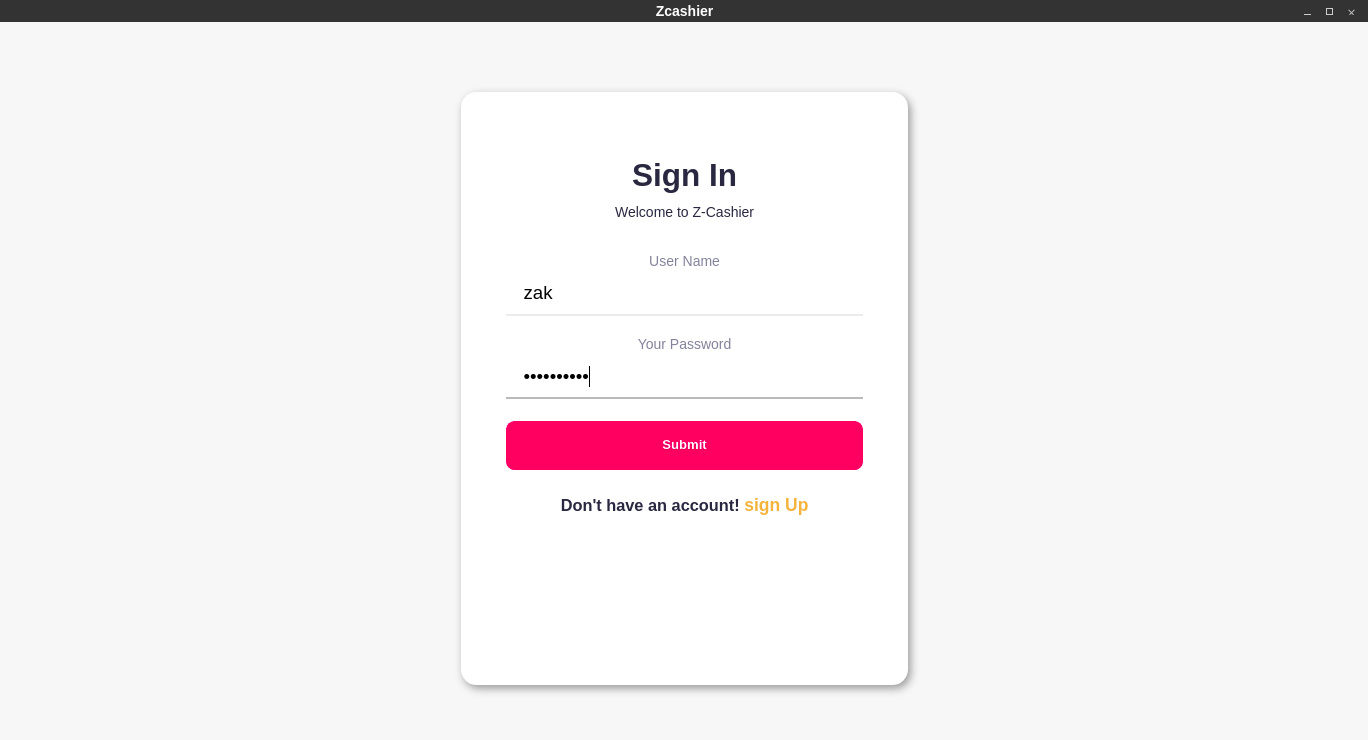 Zcashier
Sign In
Welcome to Z-Cashier
User Name
zak
Your Password
••••••••••
Submit
Don't have an account! sign Up